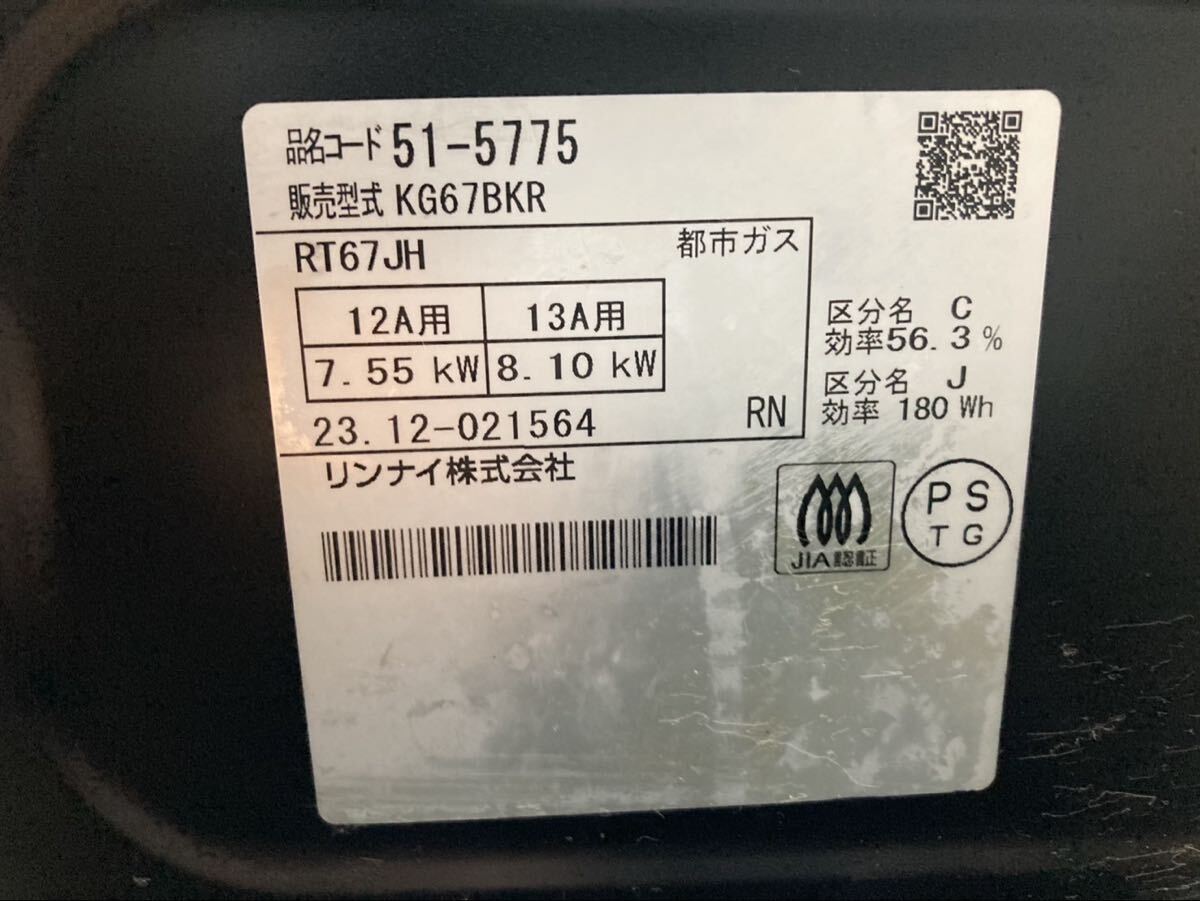 品名コード 51-5775
販売型式 KG67BKR
RT67JH 都市ガス
12A用 13A用
7.55 kW 8.10 kW
23.12-021564 RN
リンナイ株式会社
区分名 C
効率56.3%
区分名 J
効率 180 Wh
JIA認証
PS
TG